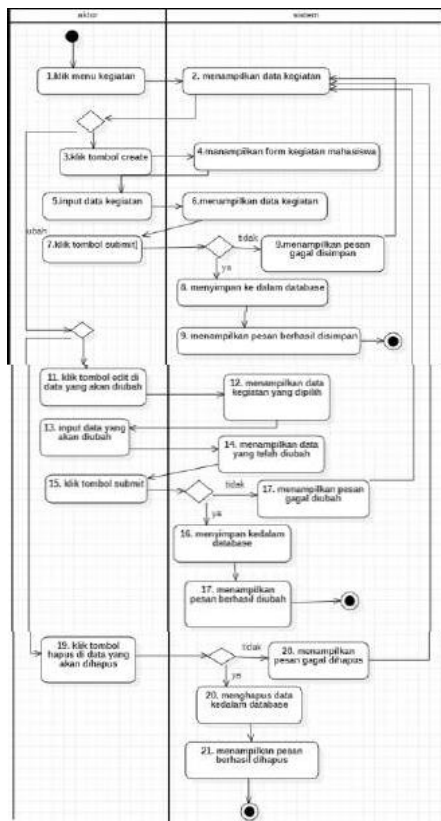 aktor
sistem
1.klik menu kegiatan
2. menampilkan data kegiatan
3.klik tombol create
4.manampilkan form kegiatan mahasiswa
5.input data kegiatan
6.menampilkan data kegiatan
ubah
7.klik tombol submit|
tidak
9.menampilkan pesan
gagal disimpan
ya
8. menyimpan ke dalam database
9. menampilkan pesan berhasil disimpan
11. klik tombol edit di
data yang akan diubah
12. menampilkan data
kegiatan yang dipilih
13. input data yang
akan diubah
14. menampilkan data
yang telah diubah
15. klik tombol submit
tidak
17. menampilkan pesan
gagal diubah
ya
16. menyimpan kedalam
database
17. menampilkan
pesan berhasil diubah
19. klik tombol
hapus di data yang
akan dihapus
tidak
20. menampilkan
pesan gagal dihapus
ya
20. menghapus data
kedalam database
21. menampilkan pesan
berhasil dihapus